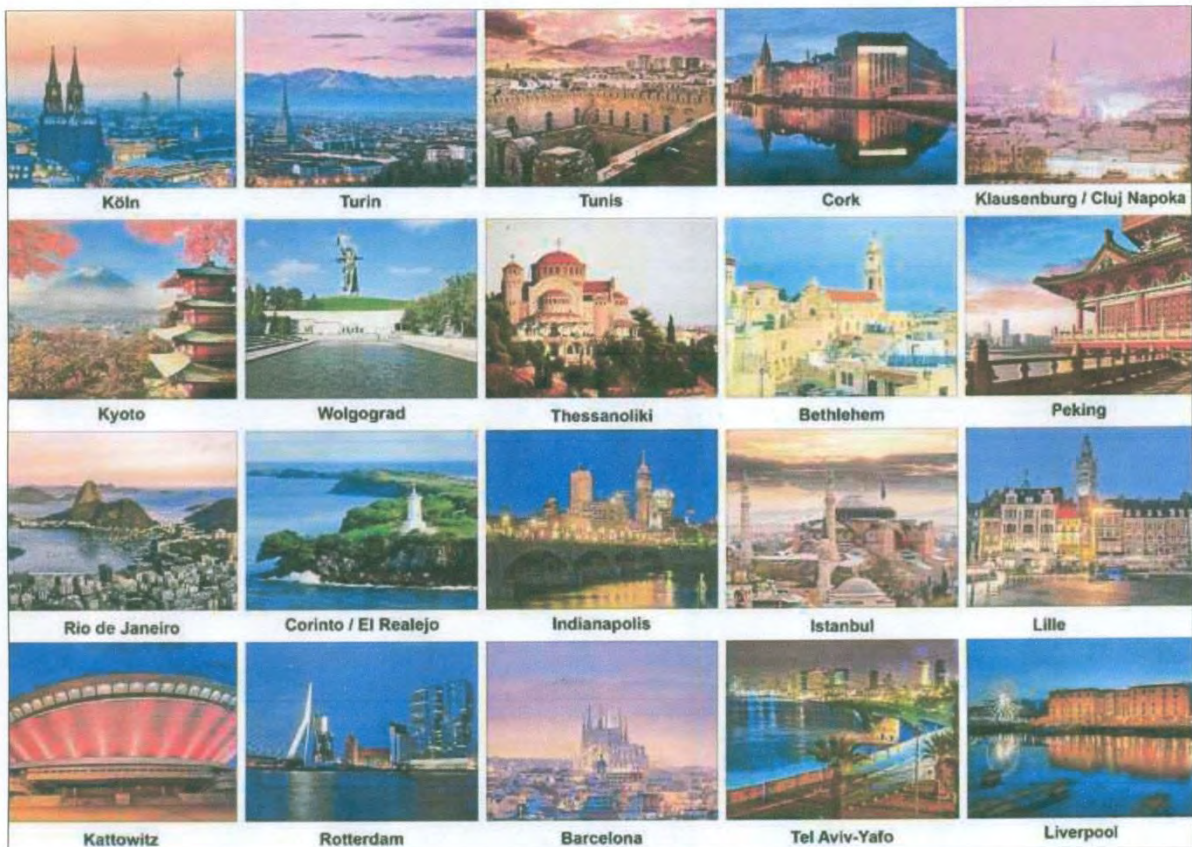 Köln
Turin
Tunis
Cork
Klausenburg / Cluj Napoka
Kyoto
Wolgograd
Thessanoliki
Bethlehem
Peking
Rio de Janeiro
Corinto / El Realejo
Indianapolis
Istanbul
Lille
Kattowitz
Rotterdam
Barcelona
Tel Aviv-Yafo
Liverpool